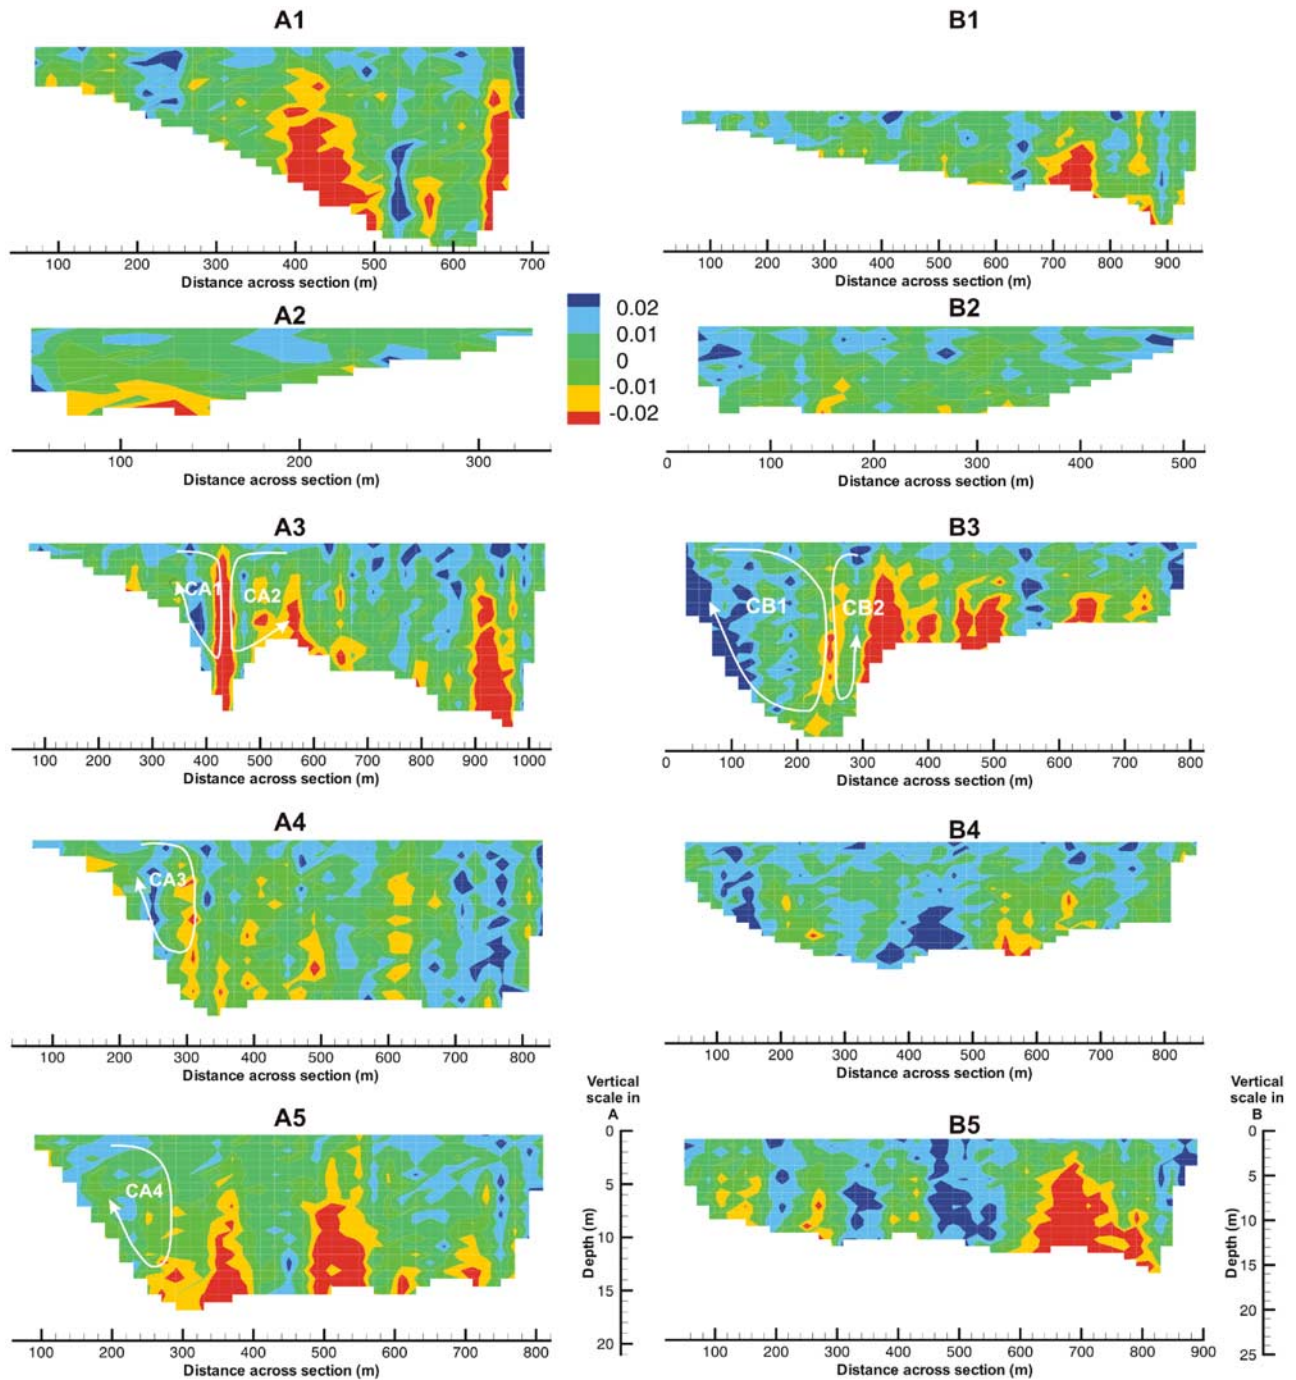 A1
100 200 300 400 500 600 700
Distance across section (m)
B1
100 200 300 400 500 600 700 800 900
Distance across section (m)
A2
100 200 300
Distance across section (m)
0.02
0.01
0
-0.01
-0.02
B2
0 100 200 300 400 500
Distance across section (m)
A3
CA1
CA2
100 200 300 400 500 600 700 800 900 1000
Distance across section (m)
B3
CB1
CB2
0 100 200 300 400 500 600 700 800
Distance across section (m)
A4
CA3
100 200 300 400 500 600 700 800
Distance across section (m)
B4
100 200 300 400 500 600 700 800
Distance across section (m)
A5
CA4
100 200 300 400 500 600 700 800
Distance across section (m)
Vertical
scale in
A
0
5
10
15
20
Depth (m)
B5
100 200 300 400 500 600 700 800 900
Distance across section (m)
Vertical
scale in
B
0
5
10
15
20
25
Depth (m)